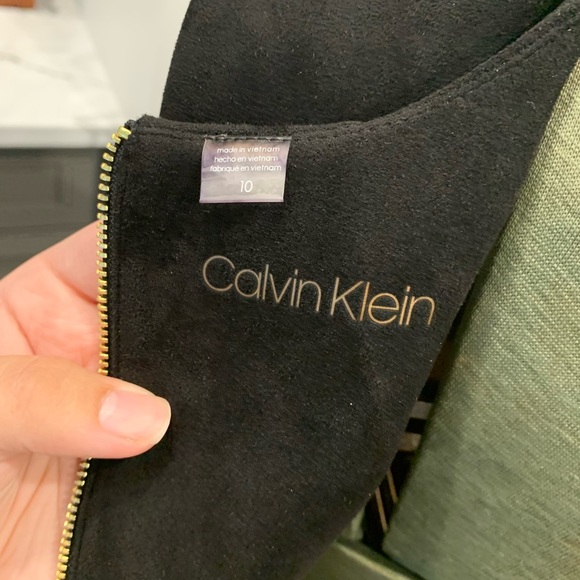 made in vietnam
hecho en vietnam
fabriqué en vietnam
10
Calvin Klein